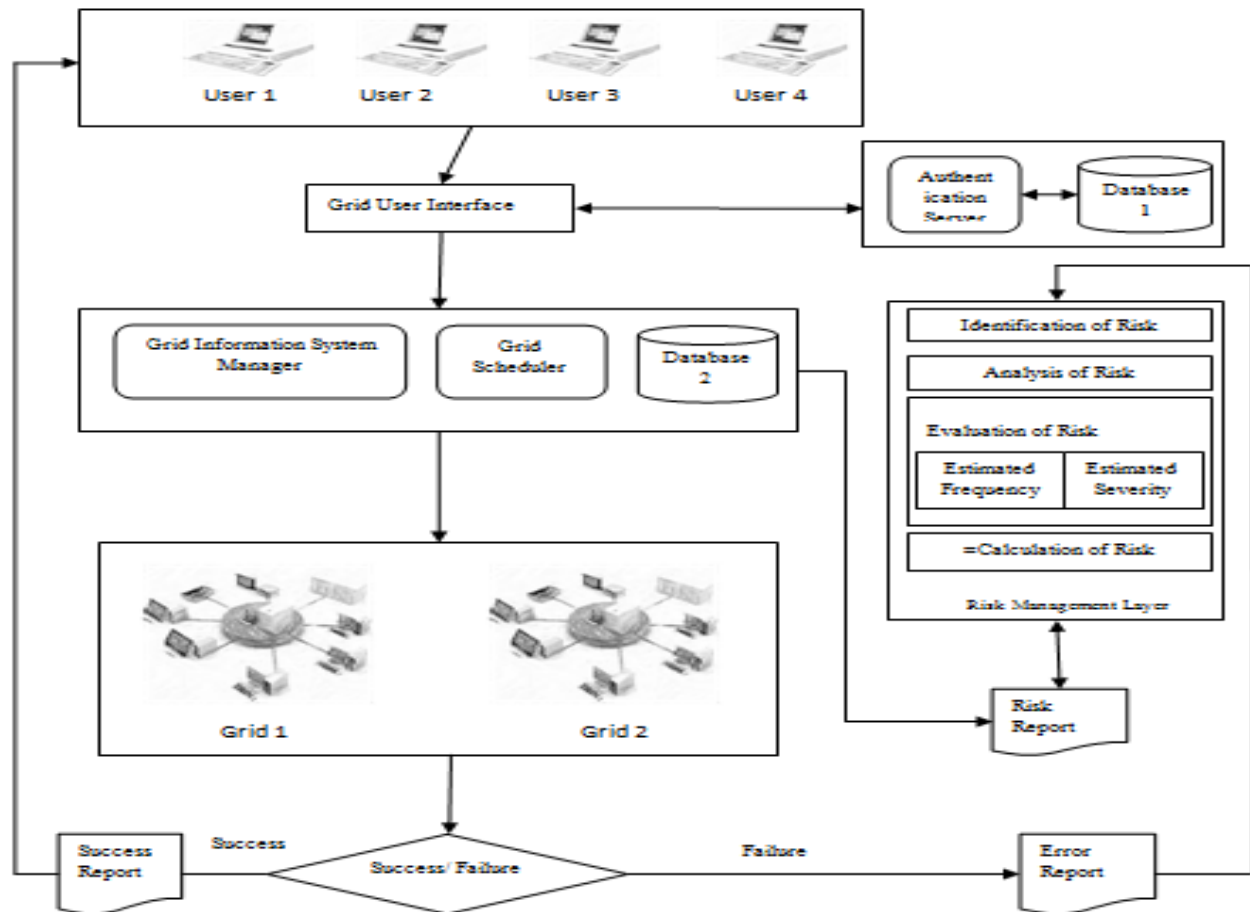 User 1
User 2
User 3
User 4
Grid User Interface
Authent
ication
Server
Database
1
Grid Information System
Manager
Grid
Scheduler
Database
2
Identification of Risk
Analysis of Risk
Evaluation of Risk
Estimated
Frequency
Estimated
Severity
=Calculation of Risk
Risk Management Layer
Grid 1
Grid 2
Risk
Report
Success
Report
Success
Success/ Failure
Failure
Error
Report